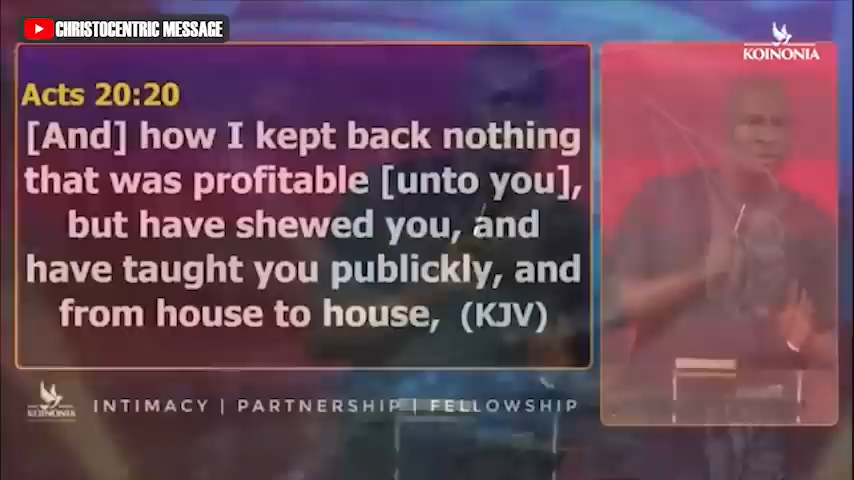 CHRISTOCENTRIC MESSAGE
KOINONIA
Acts 20:20
[And] how I kept back nothing
that was profitable [unto you],
but have shewed you, and
have taught you publickly, and
from house to house, (KJV)
KOINONIA
INTIMACY | PARTNERSHIP | FELLOWSHIP